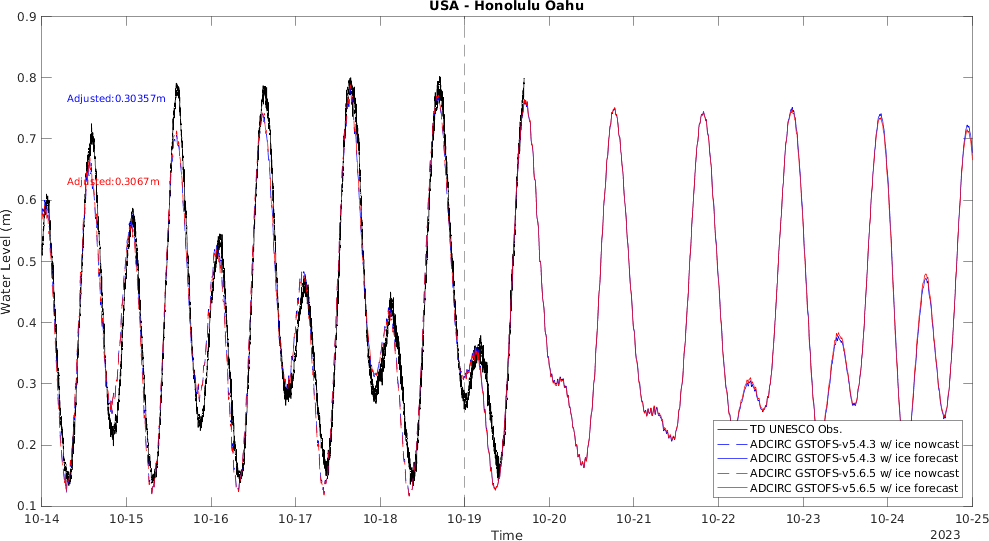 USA - Honolulu Oahu
0.9
0.8
0.7
0.6
0.5
0.4
0.3
0.2
0.1
Water Level (m)
Adjusted:0.30357m
Adjusted:0.3067m
TD UNESCO Obs.
ADCIRC GSTOFS-v5.4.3 w/ ice nowcast
ADCIRC GSTOFS-v5.4.3 w/ ice forecast
ADCIRC GSTOFS-v5.6.5 w/ ice nowcast
ADCIRC GSTOFS-v5.6.5 w/ ice forecast
10-14 10-15 10-16 10-17 10-18 10-19 10-20 10-21 10-22 10-23 10-24 10-25
Time
2023